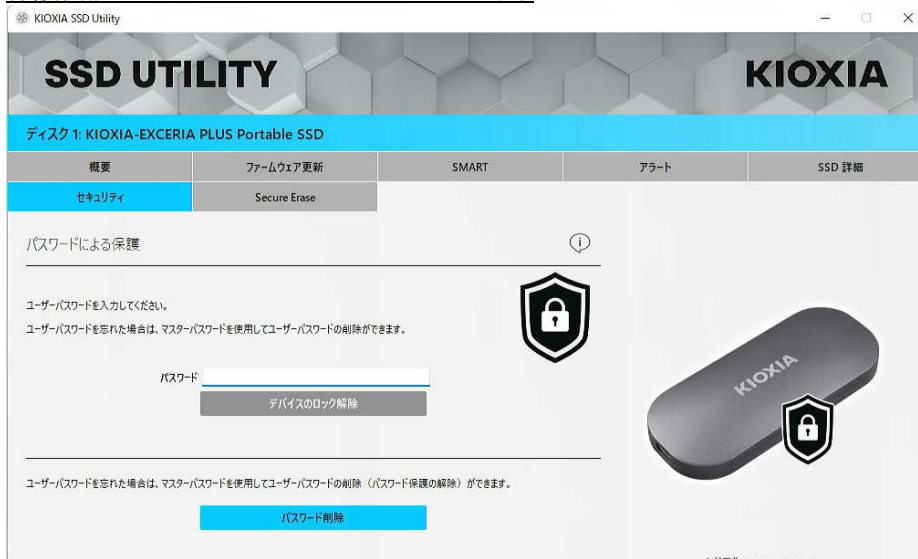 KIOXIA SSD Utility
SSD UTILITY
KIOXIA
ディスク 1: KIOXIA-EXCERIA PLUS Portable SSD
概要
ファームウェア更新
SMART
アラート
SSD 詳細
セキュリティ
Secure Erase
パスワードによる保護
ユーザーパスワードを入力してください。
ユーザーパスワードを忘れた場合は、マスターパスワードを使用してユーザーパスワードの削除ができます。
パスワード
デバイスのロック解除
KIOXIA
ユーザーパスワードを忘れた場合は、マスターパスワードを使用してユーザーパスワードの削除（パスワード保護の解除）ができます。
パスワード削除